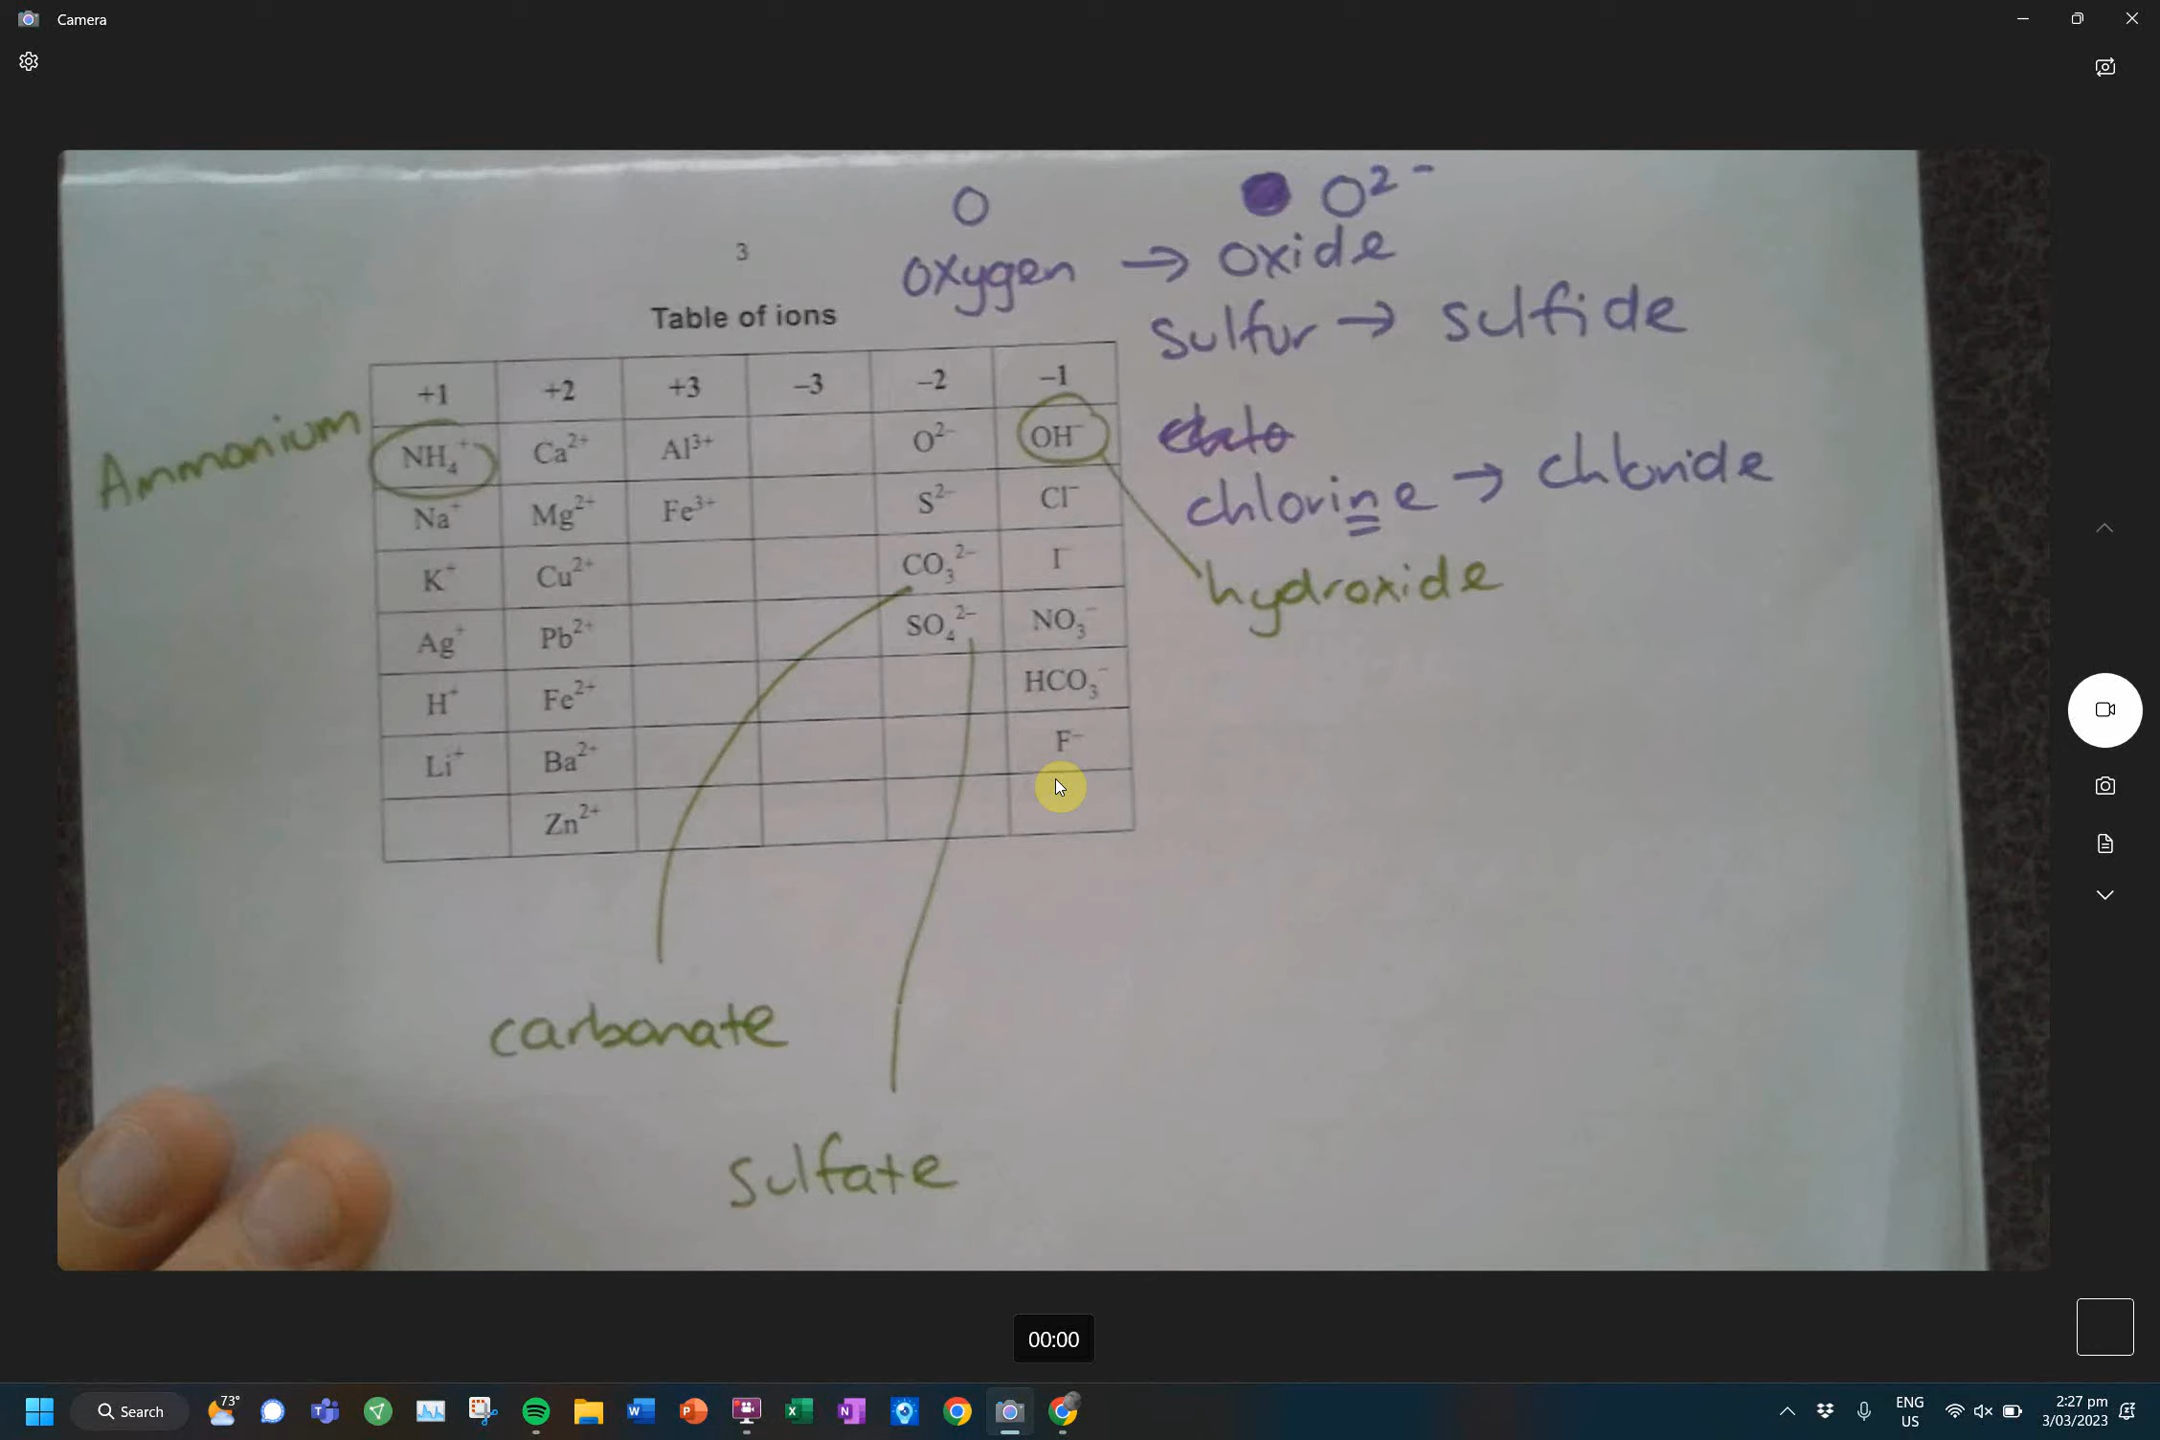 Camera
O O²⁻
3
oxygen → oxide
Table of ions
sulfur → sulfide
+1 +2 +3 –3 –2 –1
Ammonium
NH₄⁺ Ca²⁺ Al³⁺ O²⁻ OH⁻
Na⁺ Mg²⁺ Fe³⁺ S²⁻ Cl⁻
chlorine → chloride
K⁺ Cu²⁺ CO₃²⁻ I⁻
hydroxide
Ag⁺ Pb²⁺ SO₄²⁻ NO₃⁻
H⁺ Fe²⁺ HCO₃⁻
Li⁺ Ba²⁺ F⁻
Zn²⁺
carbonate
sulfate
00:00
Search
73°
ENG
US
2:27 pm
3/03/2023